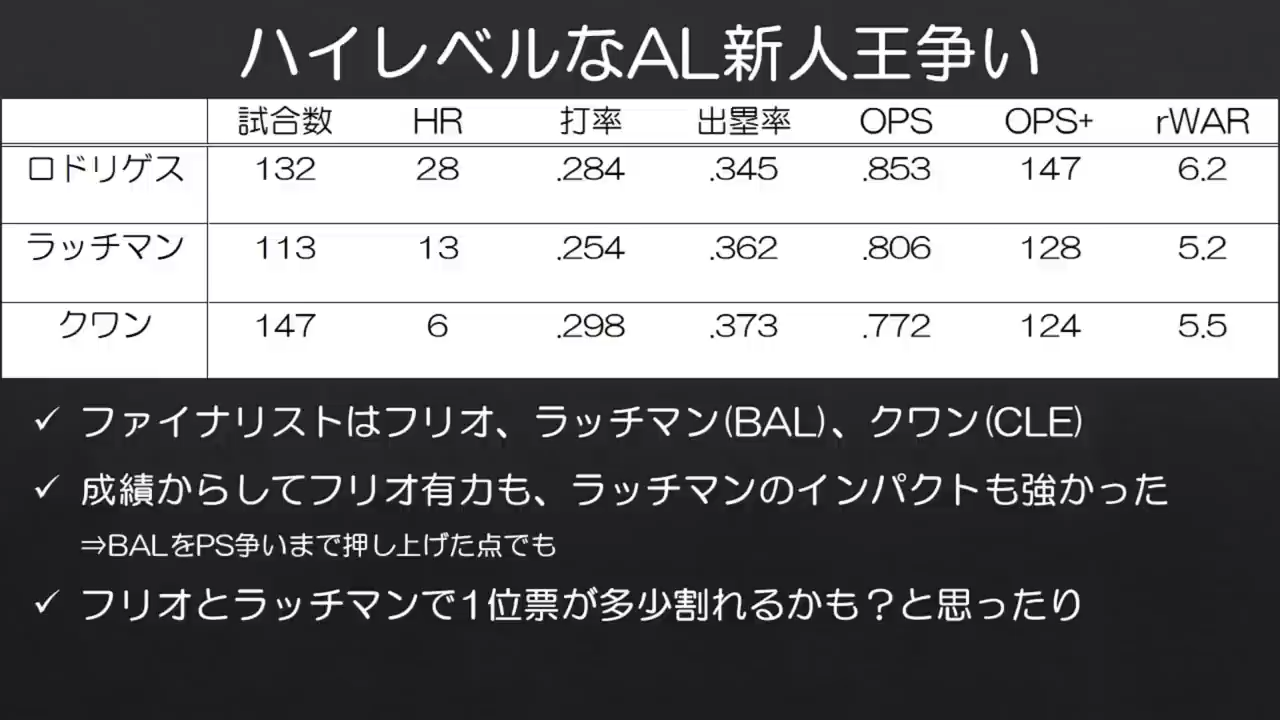 ハイレベルなAL新人王争い
試合数 HR 打率 出塁率 OPS OPS+ rWAR
ロドリゲス 132 28 .284 .345 .853 147 6.2
ラッチマン 113 13 .254 .362 .806 128 5.2
クワン 147 6 .298 .373 .772 124 5.5
✓ ファイナリストはフリオ、ラッチマン(BAL)、クワン(CLE)
✓ 成績からしてフリオ有力も、ラッチマンのインパクトも強かった
⇒BALをPS争いまで押し上げた点でも
✓ フリオとラッチマンで1位票が多少割れるかも？と思ったり